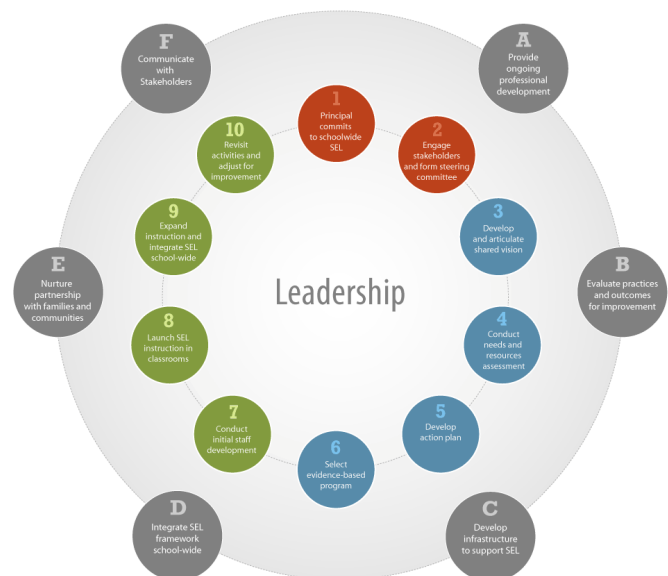 F
Communicate
with
Stakeholders
A
Provide
ongoing
professional
development
1
Principal
commits
to schoolwide
SEL
10
Revisit
activities and
adjust for
improvement
2
Engage
stakeholders
and form steering
committee
9
Expand
instruction and
integrate SEL
school-wide
3
Develop
and articulate
shared vision
E
Nurture
partnership
with families and
communities
Leadership
B
Evaluate practices
and outcomes
for improvement
8
Launch SEL
instruction in
classrooms
4
Conduct
needs and
resources
assessment
7
Conduct
initial staff
development
5
Develop
action plan
6
Select
evidence-based
program
D
Integrate SEL
framework
school-wide
C
Develop
infrastructure
to support SEL